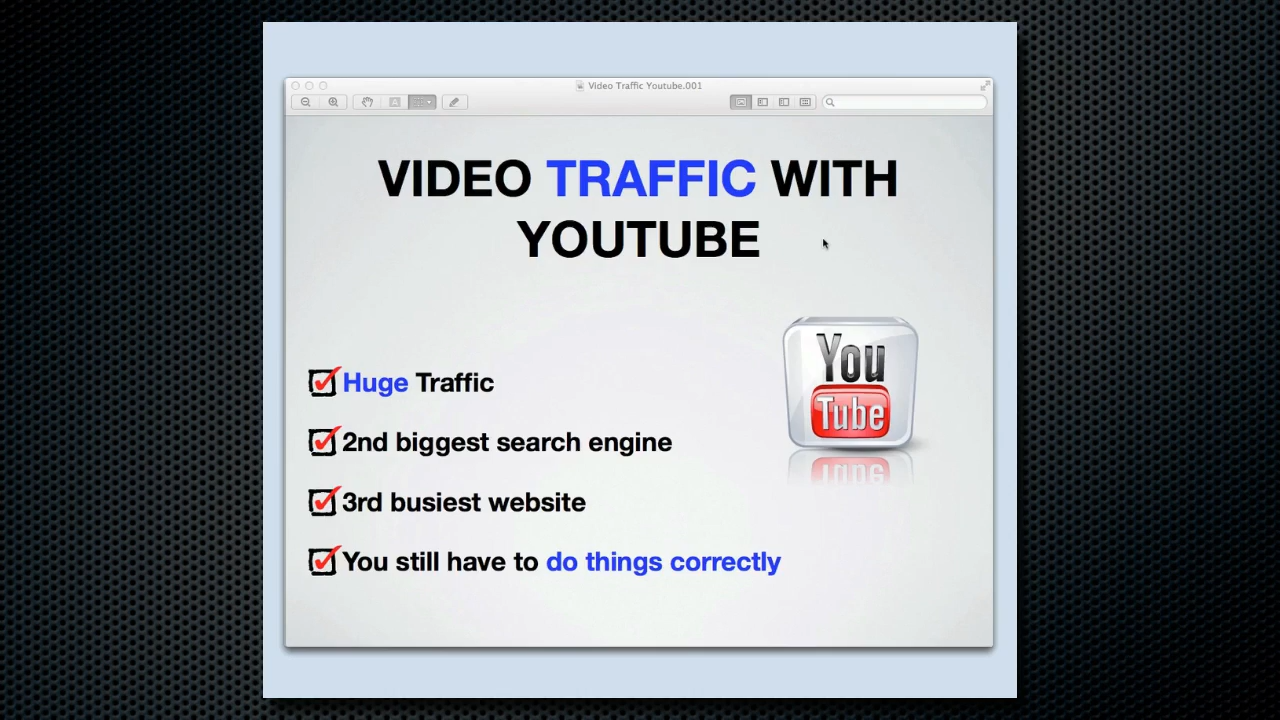 Video Traffic Youtube.001
VIDEO TRAFFIC WITH
YOUTUBE
You
Tube
Huge Traffic
2nd biggest search engine
3rd busiest website
You still have to do things correctly